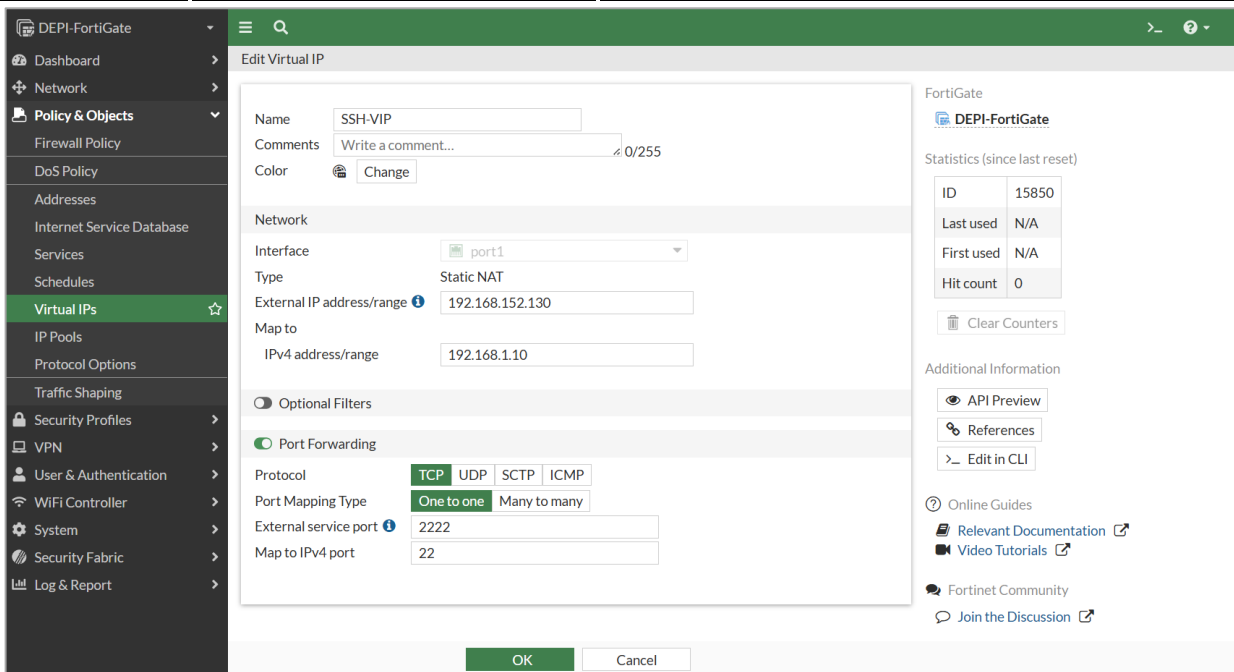 DEPI-FortiGate
Dashboard
Network
Policy & Objects
Firewall Policy
DoS Policy
Addresses
Internet Service Database
Services
Schedules
Virtual IPs
IP Pools
Protocol Options
Traffic Shaping
Security Profiles
VPN
User & Authentication
WiFi Controller
System
Security Fabric
Log & Report
Edit Virtual IP
Name SSH-VIP
Comments Write a comment... 0/255
Color Change
Network
Interface port1
Type Static NAT
External IP address/range 192.168.152.130
Map to
IPv4 address/range 192.168.1.10
Optional Filters
Port Forwarding
Protocol TCP UDP SCTP ICMP
Port Mapping Type One to one Many to many
External service port 2222
Map to IPv4 port 22
OK Cancel
FortiGate
DEPI-FortiGate
Statistics (since last reset)
ID 15850
Last used N/A
First used N/A
Hit count 0
Clear Counters
Additional Information
API Preview
References
>_ Edit in CLI
Online Guides
Relevant Documentation
Video Tutorials
Fortinet Community
Join the Discussion